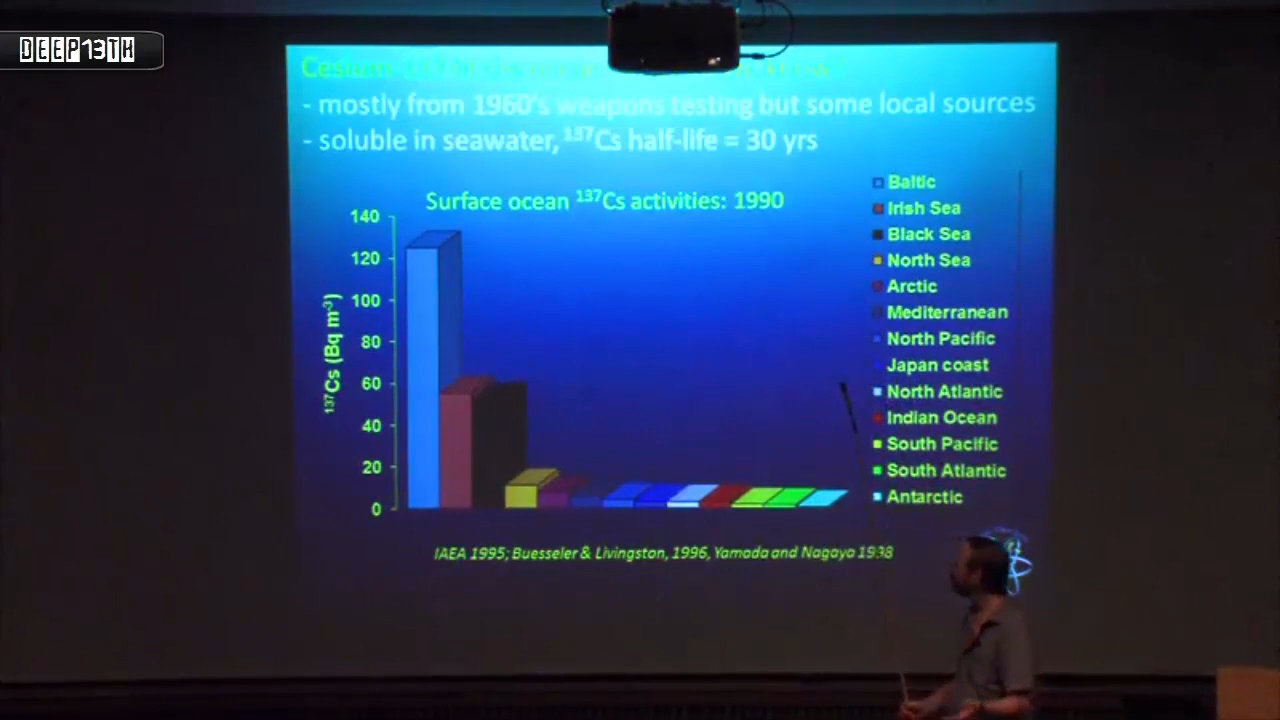 DEEP13TH
Cesium
- mostly from 1960's weapons testing but some local sources
- soluble in seawater, ¹³⁷Cs half-life = 30 yrs
Surface ocean ¹³⁷Cs activities: 1990
¹³⁷Cs (Bq m⁻³)
140
120
100
80
60
40
20
0
Baltic
Irish Sea
Black Sea
North Sea
Arctic
Mediterranean
North Pacific
Japan coast
North Atlantic
Indian Ocean
South Pacific
South Atlantic
Antarctic
IAEA 1995; Buesseler & Livingston, 1996, Yamada and Nagaya 1998